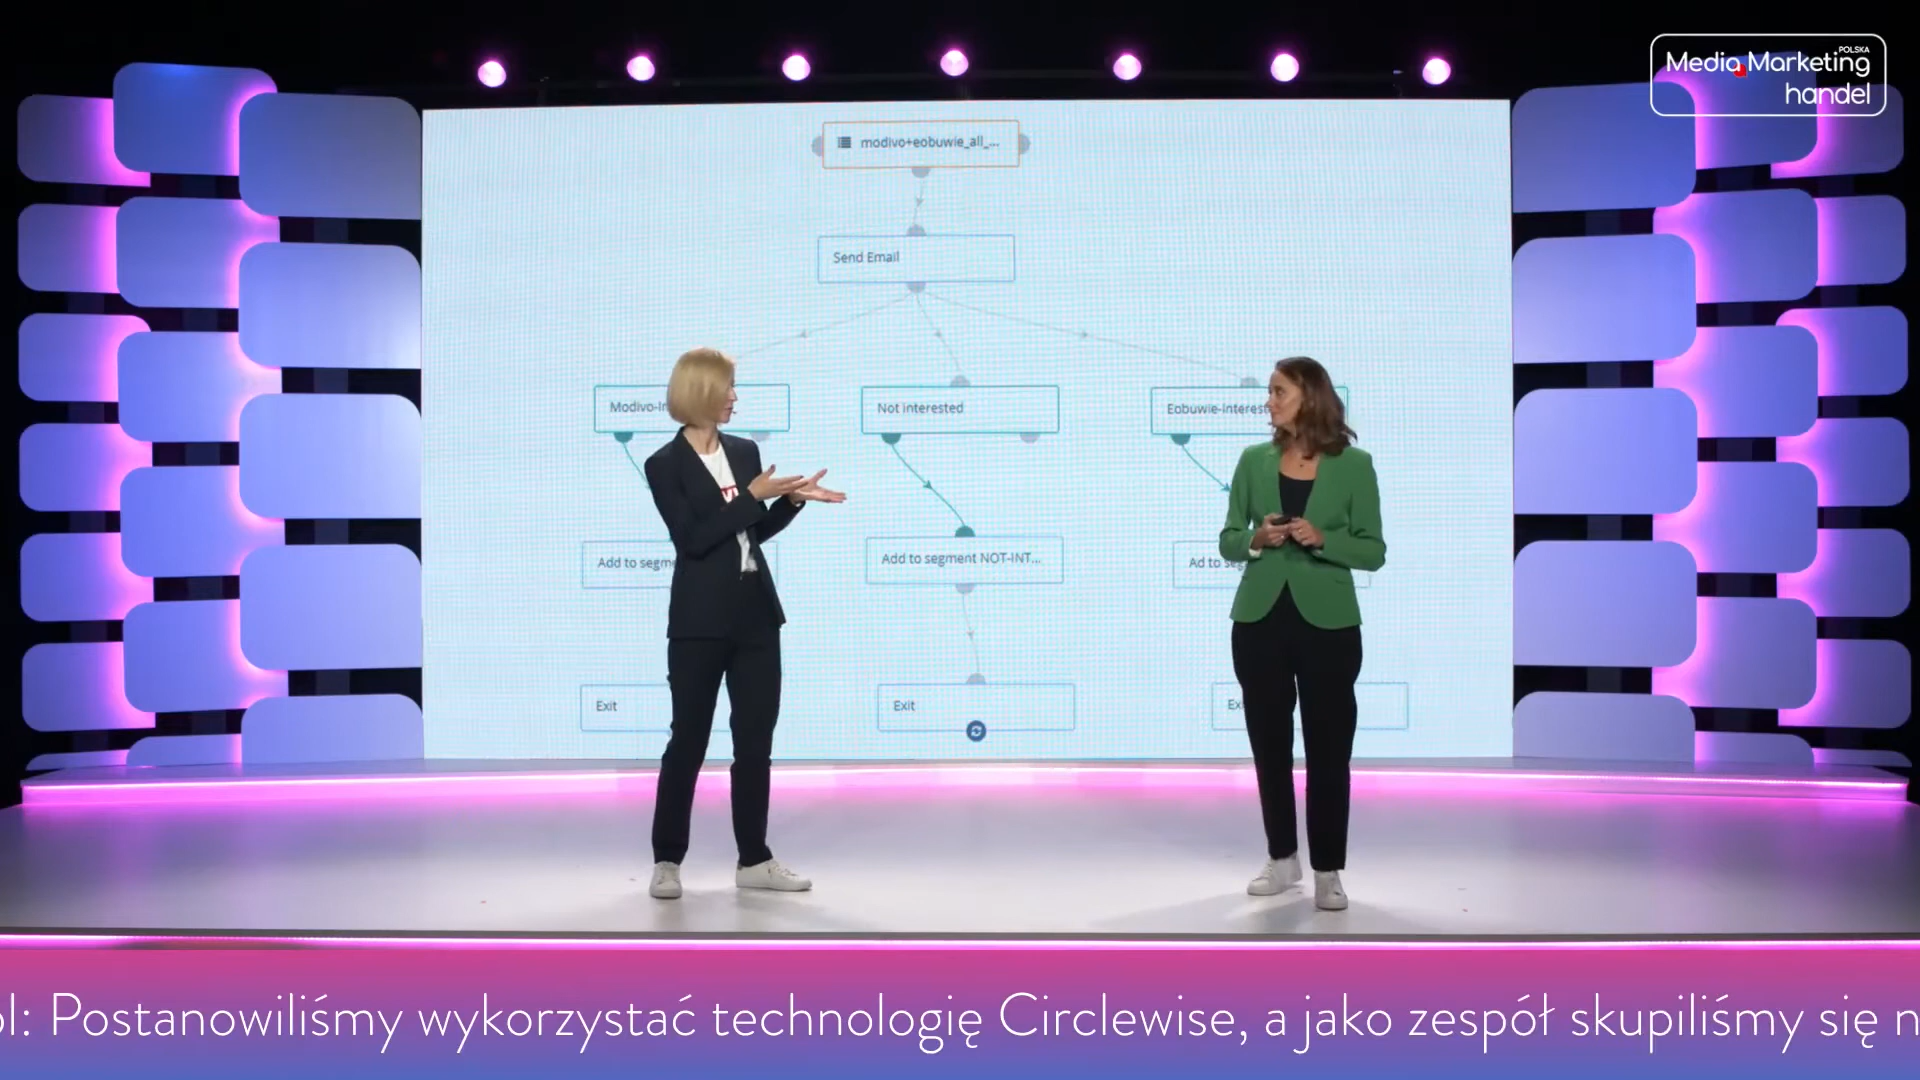 POLSKA
Media Marketing
handel
modivo+eobuwie_all_...
Send Email
Not interested
Add to segment NOT-INT...
Exit
Exit
ol: Postanowiliśmy wykorzystać technologię Circlewise, a jako zespół skupiliśmy się n